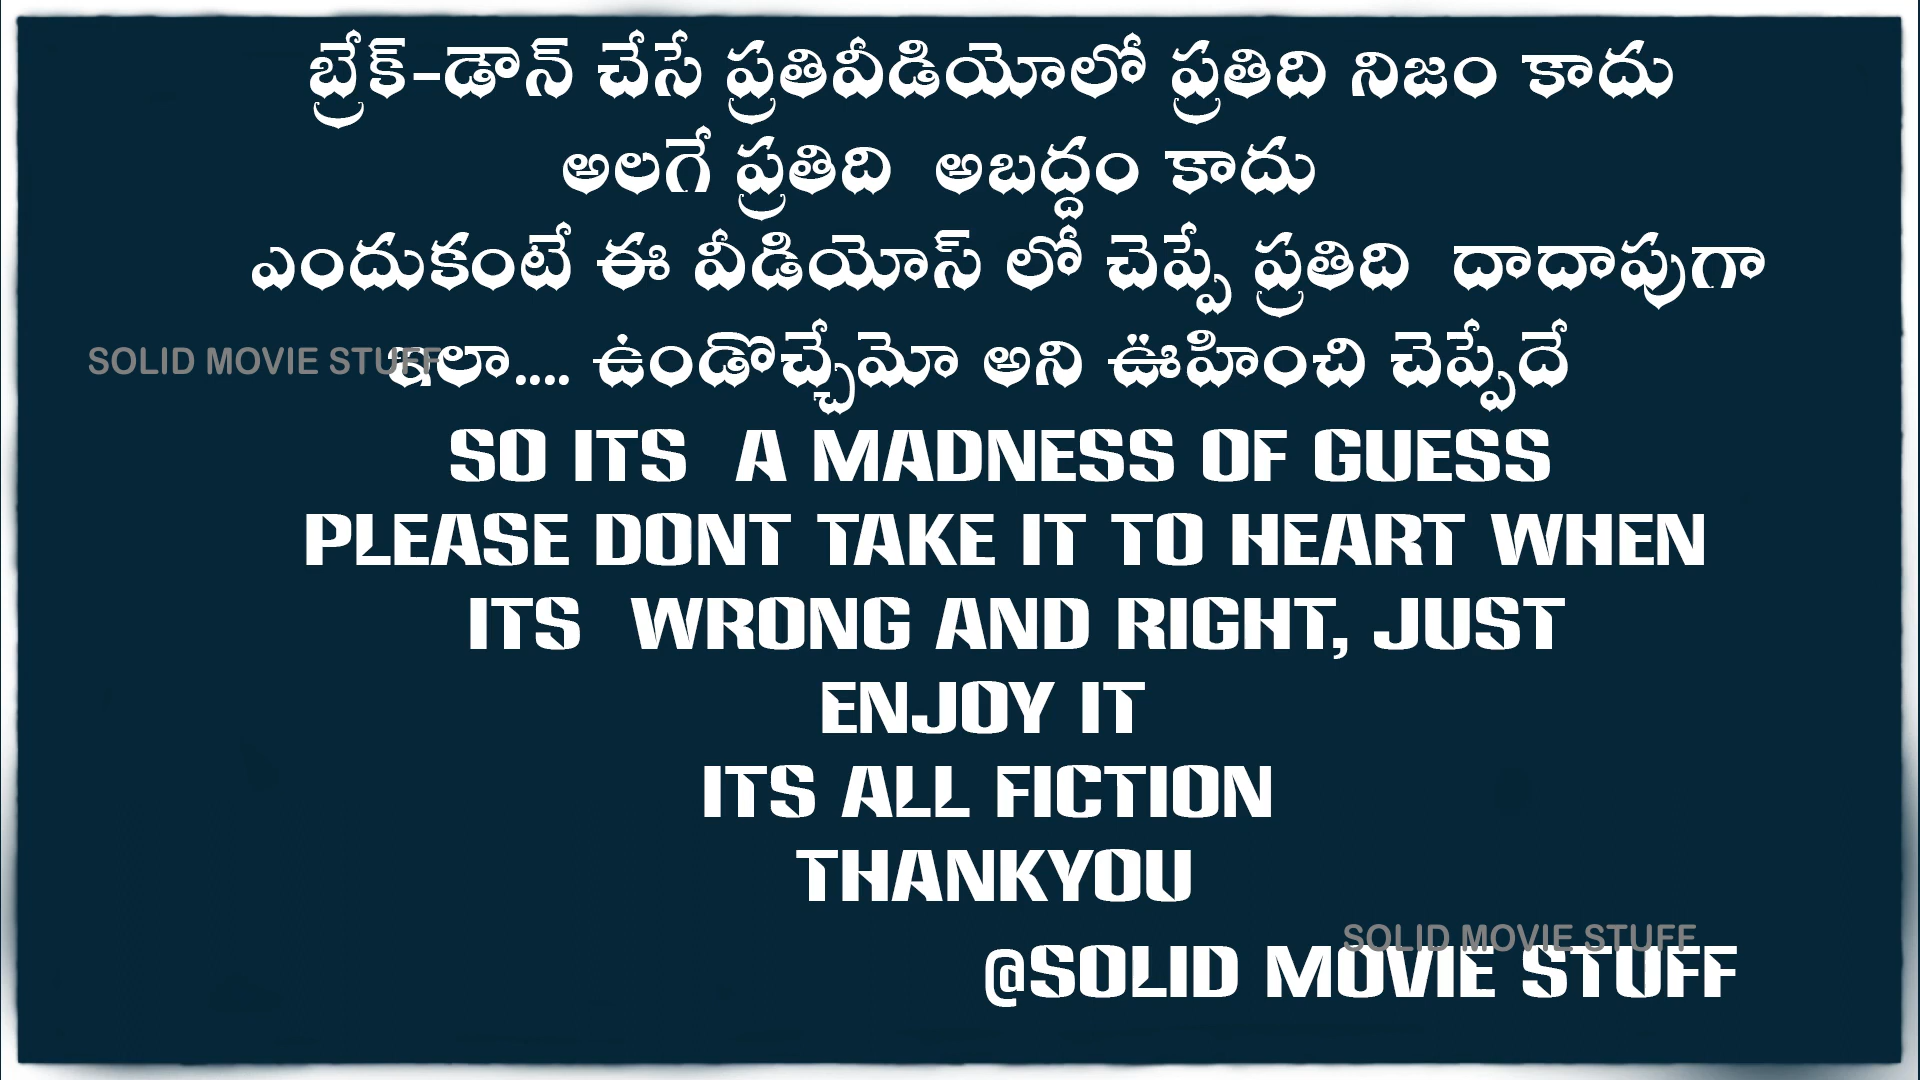 బ్రేక్-డౌన్ చేసే ప్రతివీడియోలో ప్రతిది నిజం కాదు
అలగే ప్రతిది అబద్దం కాదు
ఎందుకంటే ఈ వీడియోస్ లో చెప్పే ప్రతిది దాదాపుగా
SOLID MOVIE STUFF
ఇలా.... ఉండొచ్చేమో అని ఊహించి చెప్పేదే
SO ITS A MADNESS OF GUESS
PLEASE DONT TAKE IT TO HEART WHEN
ITS WRONG AND RIGHT, JUST
ENJOY IT
ITS ALL FICTION
THANKYOU
SOLID MOVIE STUFF
@SOLID MOVIE STUFF